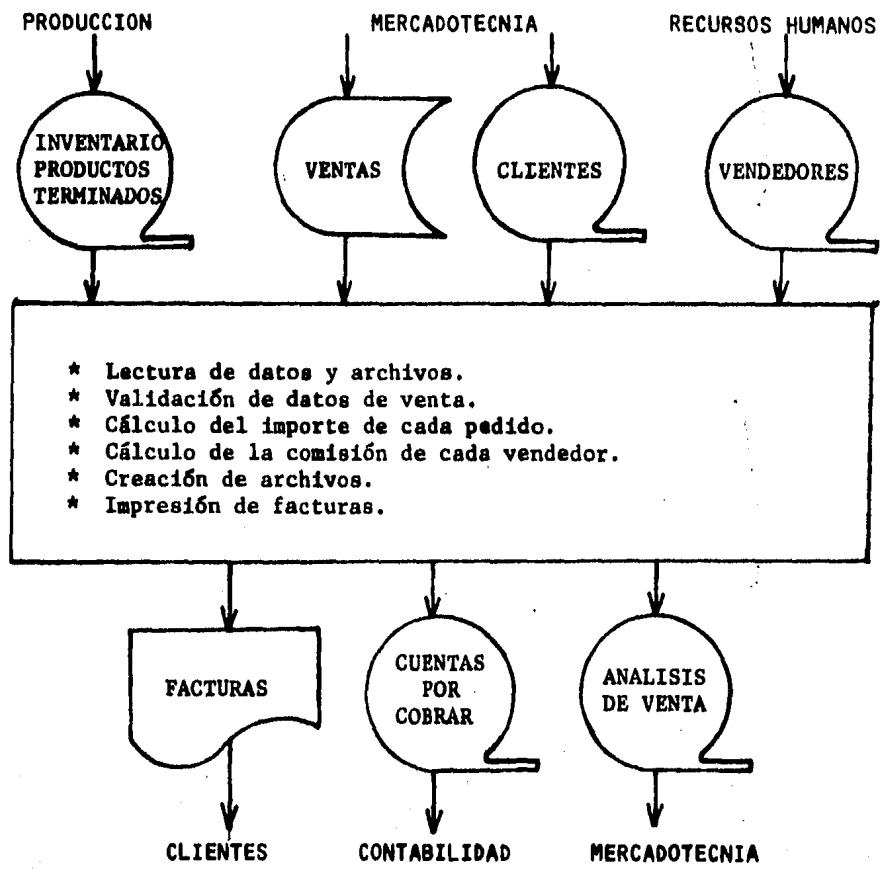 PRODUCCION MERCADOTECNIA RECURSOS HUMANOS
INVENTARIO
PRODUCTOS
TERMINADOS
VENTAS
CLIENTES
VENDEDORES
* Lectura de datos y archivos.
* Validación de datos de venta.
* Cálculo del importe de cada pedido.
* Cálculo de la comisión de cada vendedor.
* Creación de archivos.
* Impresión de facturas.
FACTURAS
CUENTAS
POR
COBRAR
ANALISIS
DE VENTA
CLIENTES CONTABILIDAD MERCADOTECNIA